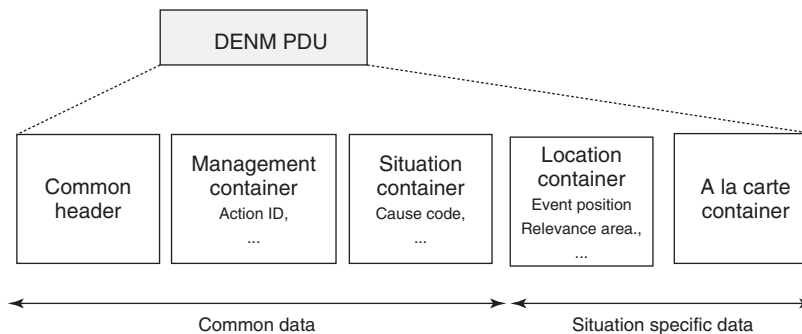 DENM PDU
Common
header
Management
container
Action ID,
...
Situation
container
Cause code,
...
Location
container
Event position
Relevance area.,
...
A la carte
container
Common data
Situation specific data